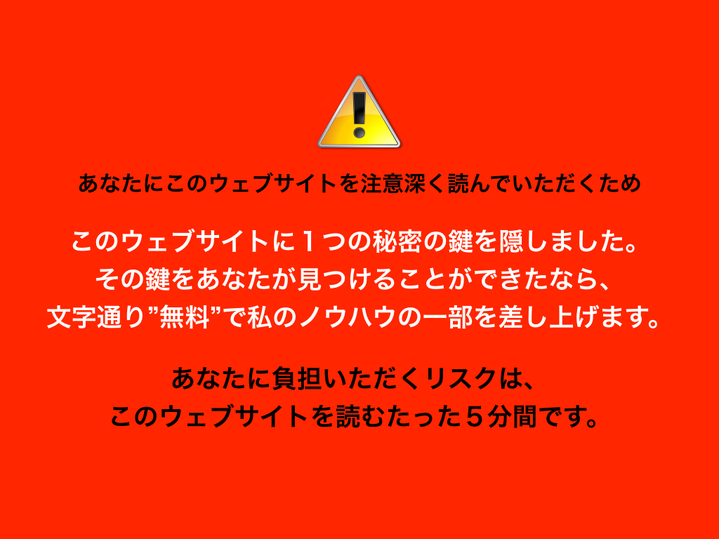 あなたにこのウェブサイトを注意深く読んでいただくため
このウェブサイトに１つの秘密の鍵を隠しました。
その鍵をあなたが見つけることができたなら、
文字通り”無料”で私のノウハウの一部を差し上げます。
あなたに負担いただくリスクは、
このウェブサイトを読むたった５分間です。